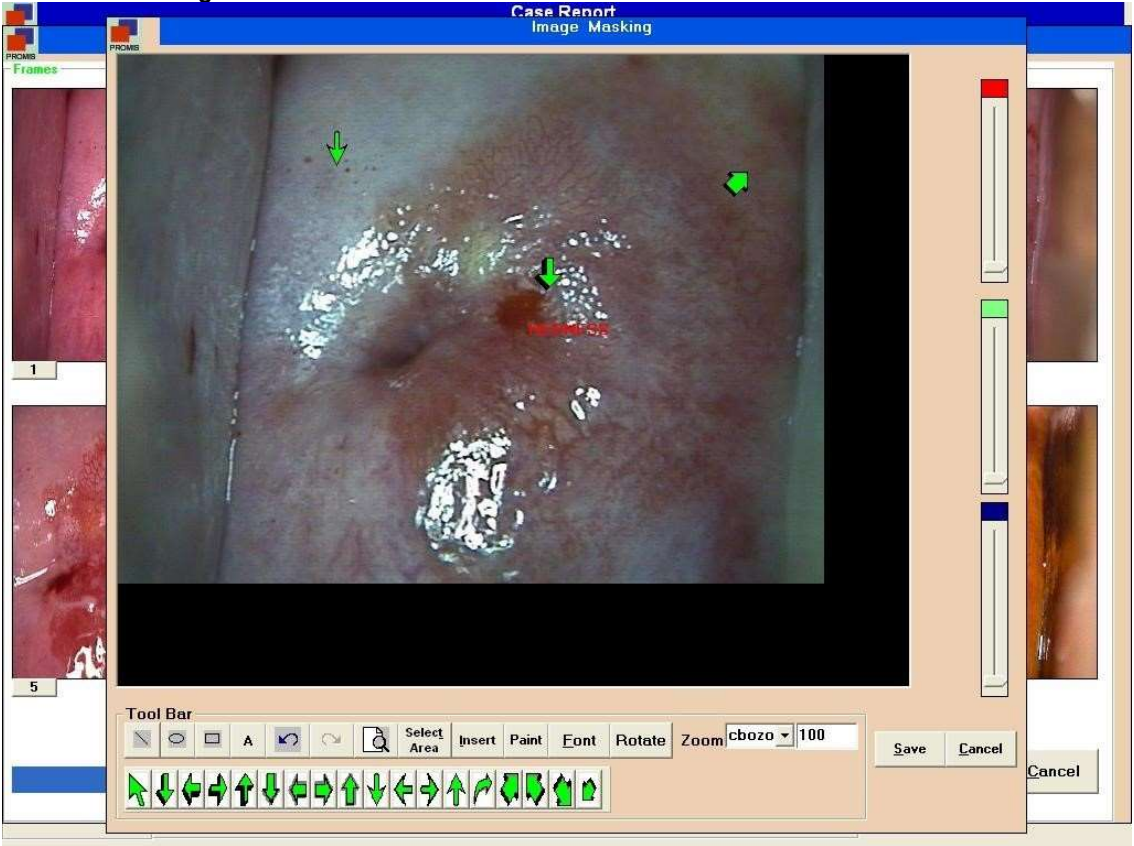 Case Report
Image Masking
PROMIS
PROMIS
Frames
1
5
Tool Bar
A
Select Area
Insert
Paint
Font
Rotate
Zoom
cbozo
100
Save
Cancel
Cancel